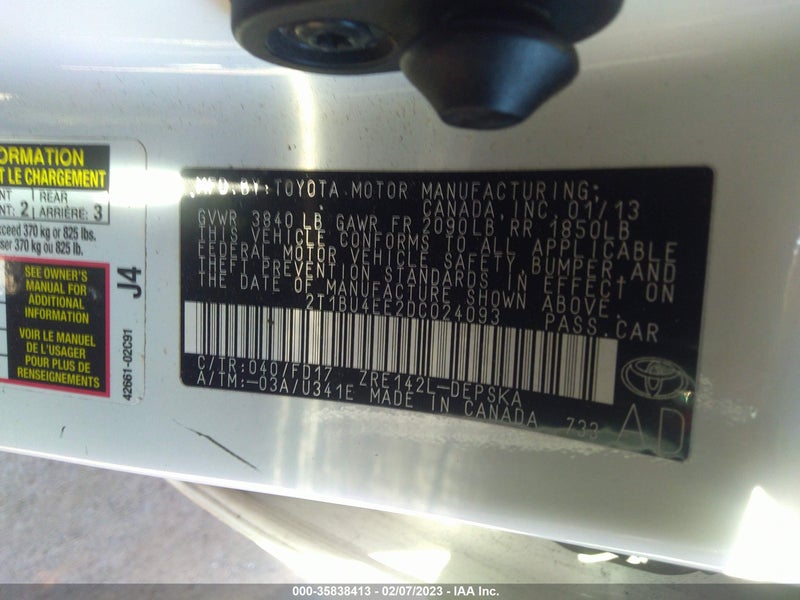 ORMATION
T LE CHARGEMENT
NT REAR
NT: 2 ARRIÈRE: 3
xceed 370 kg or 825 lbs.
ser 370 kg ou 825 lb.
SEE OWNER'S
MANUAL FOR
ADDITIONAL
INFORMATION
VOIR LE MANUEL
DE L'USAGER
POUR PLUS DE
RENSEIGNEMENTS
J4
42661-02C91
MFD.BY:TOYOTA MOTOR MANUFACTURING;
CANADA,INC.01/13
GVWR 3840 LB GAWR FR 2090LB RR 1850LB
THIS VEHICLE CONFORMS TO ALL APPLICABLE
FEDERAL MOTOR VEHICLE SAFETY,BUMPER,AND
THEFT PREVENTION STANDARDS IN EFFECT ON
THE DATE OF MANUFACTURE SHOWN ABOVE.
2T1BU4EE2DC024093 PASS.CAR
C/TR:040/FD17 ZRE142L-DEPSKA
A/TM:-03A/U341E MADE IN CANADA 733
AD
000-35838413 - 02/07/2023 - IAA Inc.